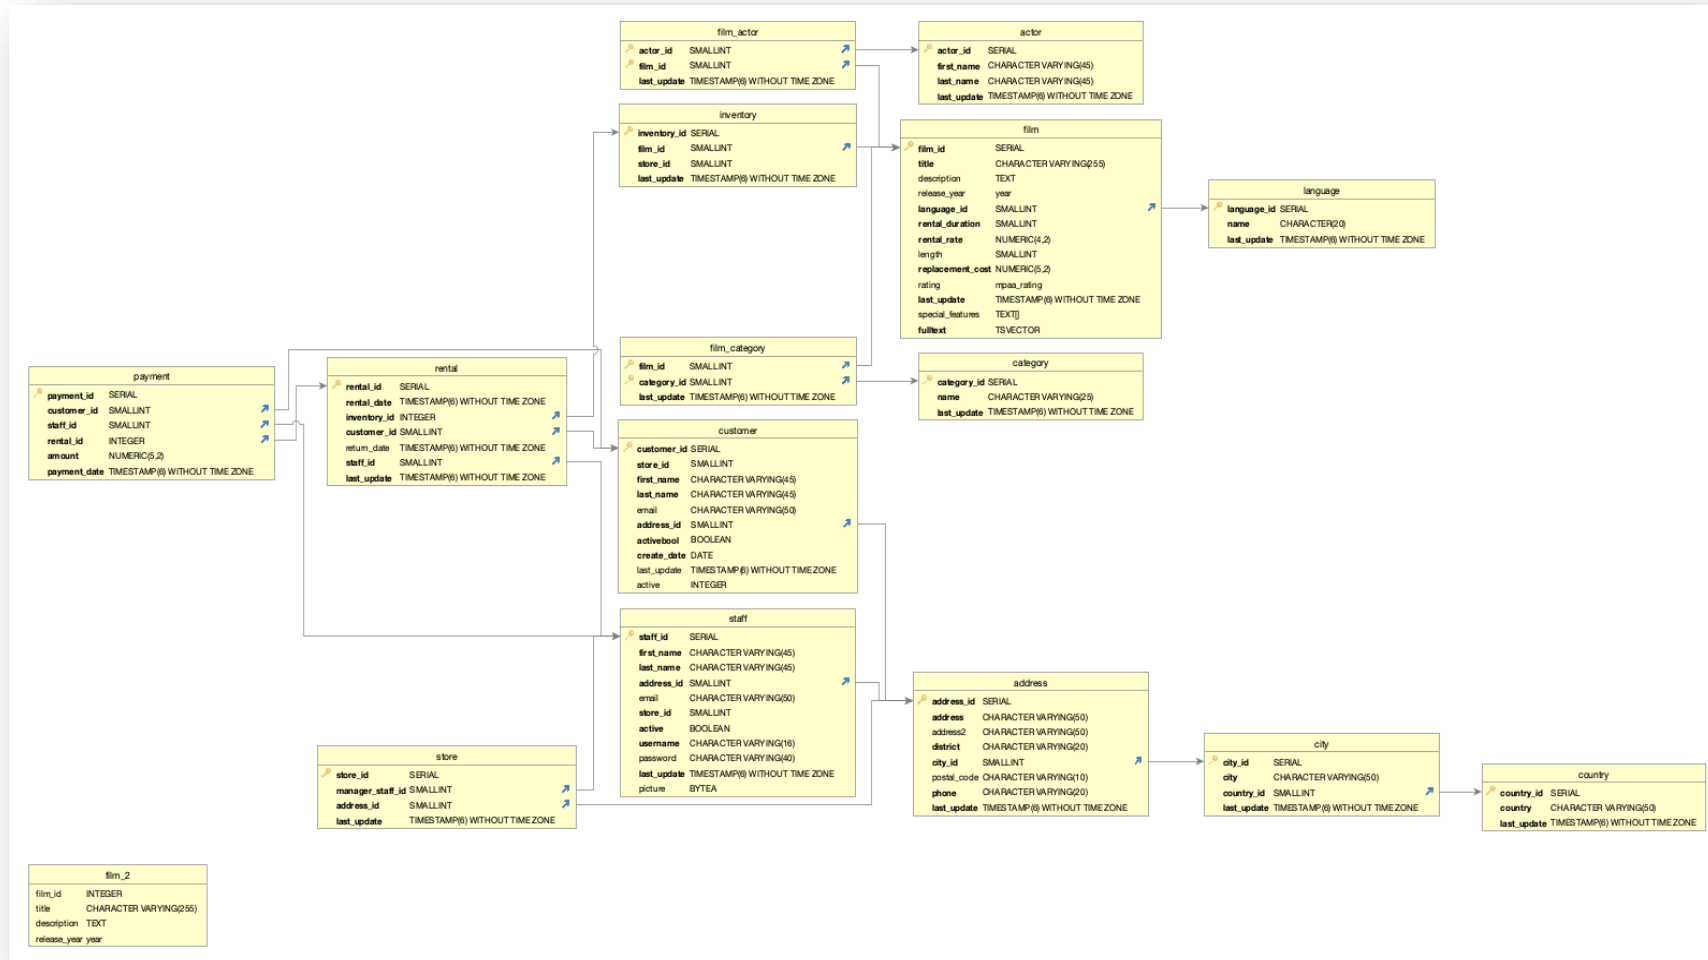 film_actor
actor_id SMALLINT
film_id SMALLINT
last_update TIMESTAMP(6) WITHOUT TIME ZONE
actor
actor_id SERIAL
first_name CHARACTER VARYING(45)
last_name CHARACTER VARYING(45)
last_update TIMESTAMP(6) WITHOUT TIME ZONE
inventory
inventory_id SERIAL
film_id SMALLINT
store_id SMALLINT
last_update TIMESTAMP(6) WITHOUT TIME ZONE
film
film_id SERIAL
title CHARACTER VARYING(255)
description TEXT
release_year year
language_id SMALLINT
rental_duration SMALLINT
rental_rate NUMERIC(4,2)
length SMALLINT
replacement_cost NUMERIC(5,2)
rating mpaa_rating
last_update TIMESTAMP(6) WITHOUT TIME ZONE
special_features TEXT[]
fulltext TSVECTOR
language
language_id SERIAL
name CHARACTER(20)
last_update TIMESTAMP(6) WITHOUT TIME ZONE
film_category
film_id SMALLINT
category_id SMALLINT
last_update TIMESTAMP(6) WITHOUT TIME ZONE
category
category_id SERIAL
name CHARACTER VARYING(25)
last_update TIMESTAMP(6) WITHOUT TIME ZONE
payment
payment_id SERIAL
customer_id SMALLINT
staff_id SMALLINT
rental_id INTEGER
amount NUMERIC(5,2)
payment_date TIMESTAMP(6) WITHOUT TIME ZONE
rental
rental_id SERIAL
rental_date TIMESTAMP(6) WITHOUT TIME ZONE
inventory_id INTEGER
customer_id SMALLINT
return_date TIMESTAMP(6) WITHOUT TIME ZONE
staff_id SMALLINT
last_update TIMESTAMP(6) WITHOUT TIME ZONE
customer
customer_id SERIAL
store_id SMALLINT
first_name CHARACTER VARYING(45)
last_name CHARACTER VARYING(45)
email CHARACTER VARYING(50)
address_id SMALLINT
activebool BOOLEAN
create_date DATE
last_update TIMESTAMP(6) WITHOUT TIME ZONE
active INTEGER
staff
staff_id SERIAL
first_name CHARACTER VARYING(45)
last_name CHARACTER VARYING(45)
address_id SMALLINT
email CHARACTER VARYING(50)
store_id SMALLINT
active BOOLEAN
username CHARACTER VARYING(16)
password CHARACTER VARYING(40)
last_update TIMESTAMP(6) WITHOUT TIME ZONE
picture BYTEA
address
address_id SERIAL
address CHARACTER VARYING(50)
address2 CHARACTER VARYING(50)
district CHARACTER VARYING(20)
city_id SMALLINT
postal_code CHARACTER VARYING(10)
phone CHARACTER VARYING(20)
last_update TIMESTAMP(6) WITHOUT TIME ZONE
city
city_id SERIAL
city CHARACTER VARYING(50)
country_id SMALLINT
last_update TIMESTAMP(6) WITHOUT TIME ZONE
country
country_id SERIAL
country CHARACTER VARYING(50)
last_update TIMESTAMP(6) WITHOUT TIME ZONE
store
store_id SERIAL
manager_staff_id SMALLINT
address_id SMALLINT
last_update TIMESTAMP(6) WITHOUT TIME ZONE
film_2
film_id INTEGER
title CHARACTER VARYING(255)
description TEXT
release_year year